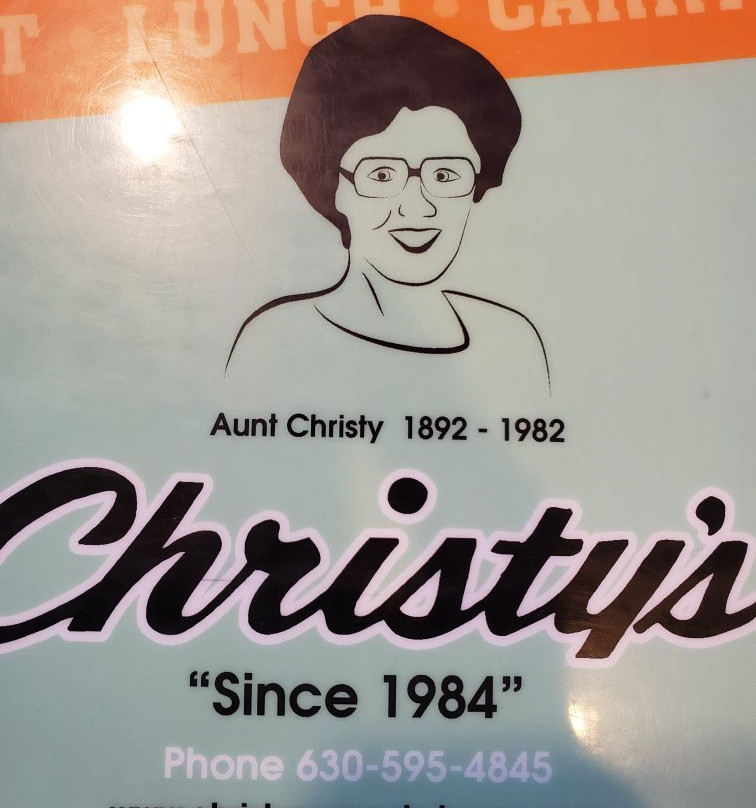 LUNCH
Aunt Christy 1892 - 1982
Christy's
“Since 1984”
Phone 630-595-4845